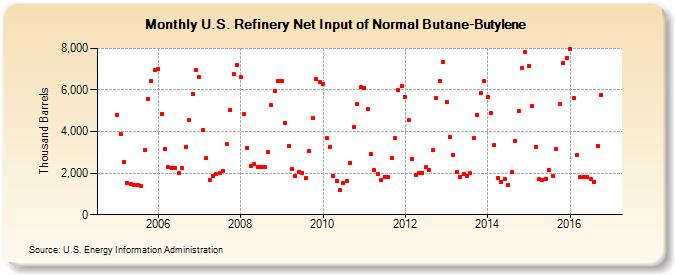 Monthly U.S. Refinery Net Input of Normal Butane-Butylene
Thousand Barrels
8,000
6,000
4,000
2,000
0
2006 2008 2010 2012 2014 2016
Source: U.S. Energy Information Administration